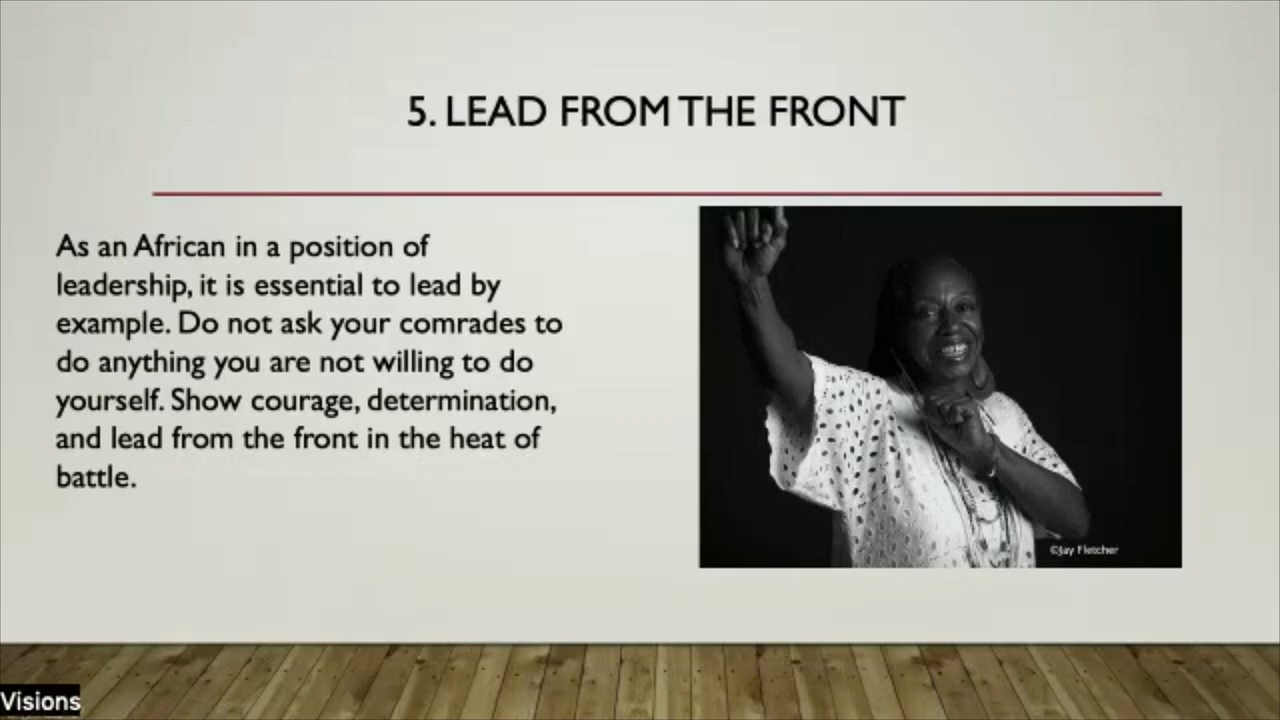 5. LEAD FROM THE FRONT
As an African in a position of
leadership, it is essential to lead by
example. Do not ask your comrades to
do anything you are not willing to do
yourself. Show courage, determination,
and lead from the front in the heat of
battle.
©Jay Fletcher
Visions